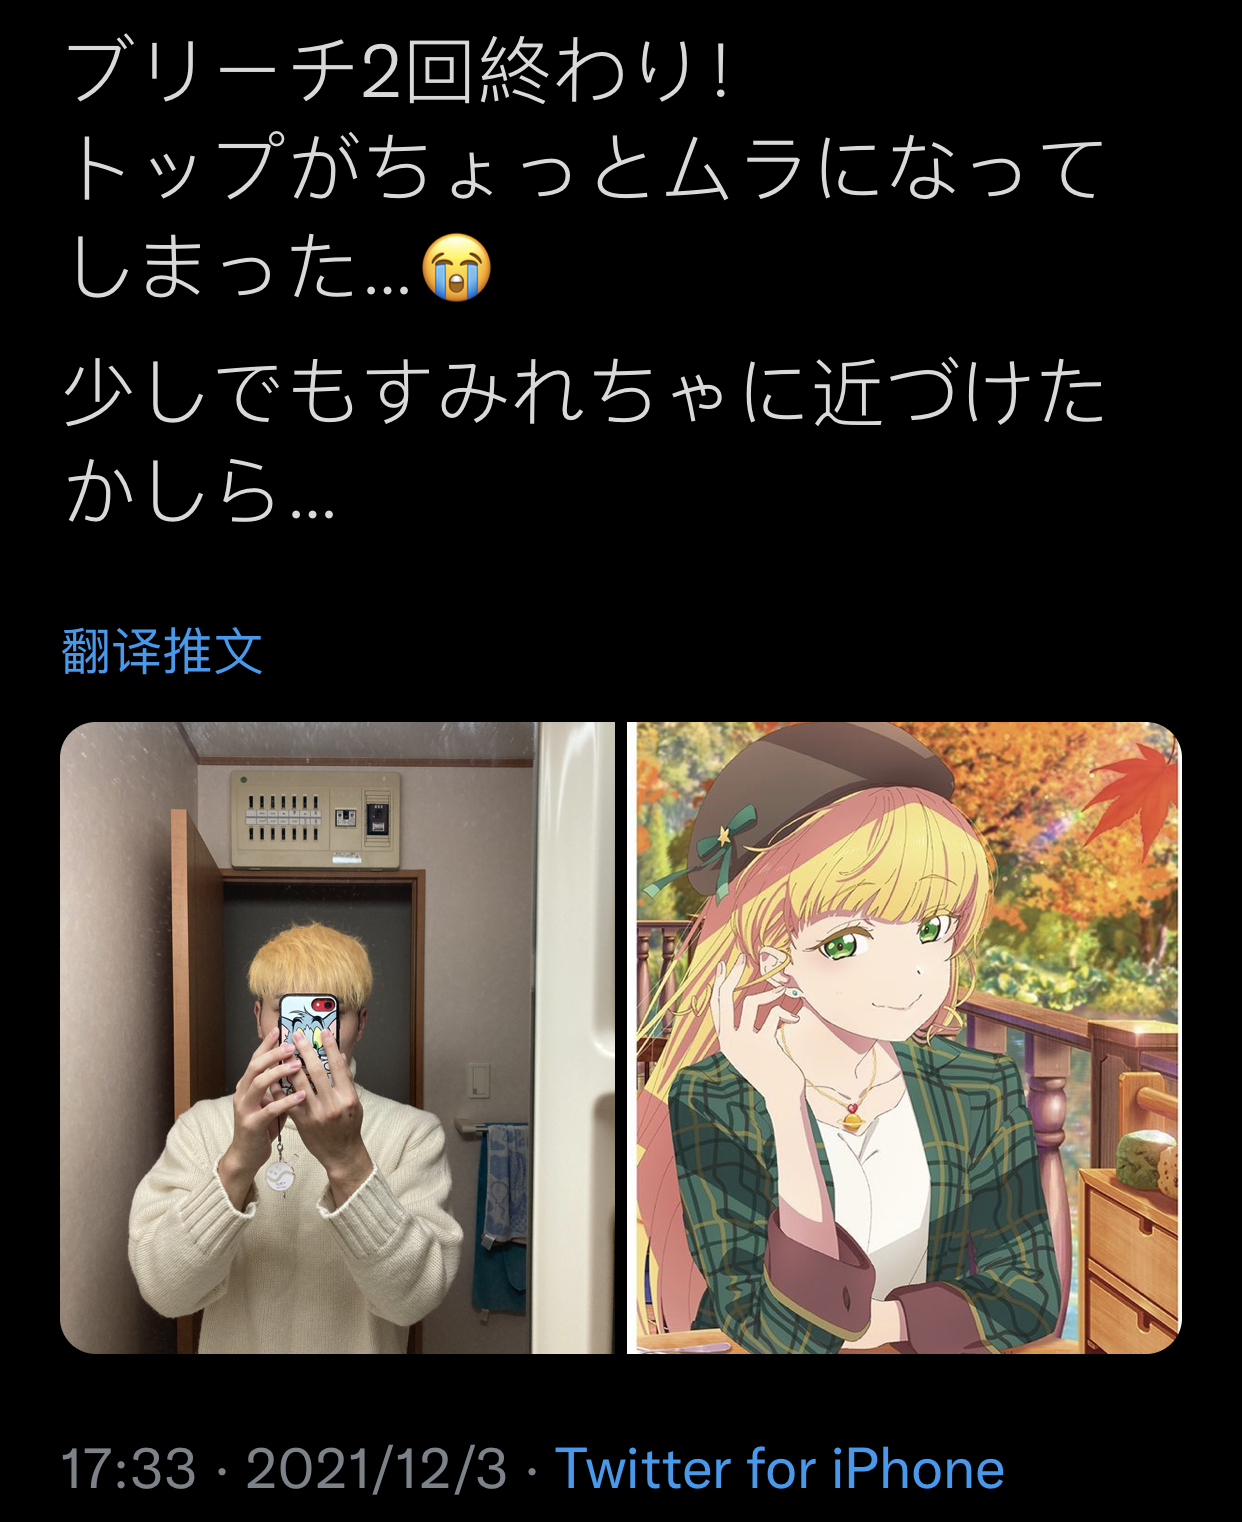 ブリーチ2回終わり!
トップがちょっとムラになって
しまった...😭
少しでもすみれちゃに近づけた
かしら...
翻译推文
17:33 · 2021/12/3 · Twitter for iPhone